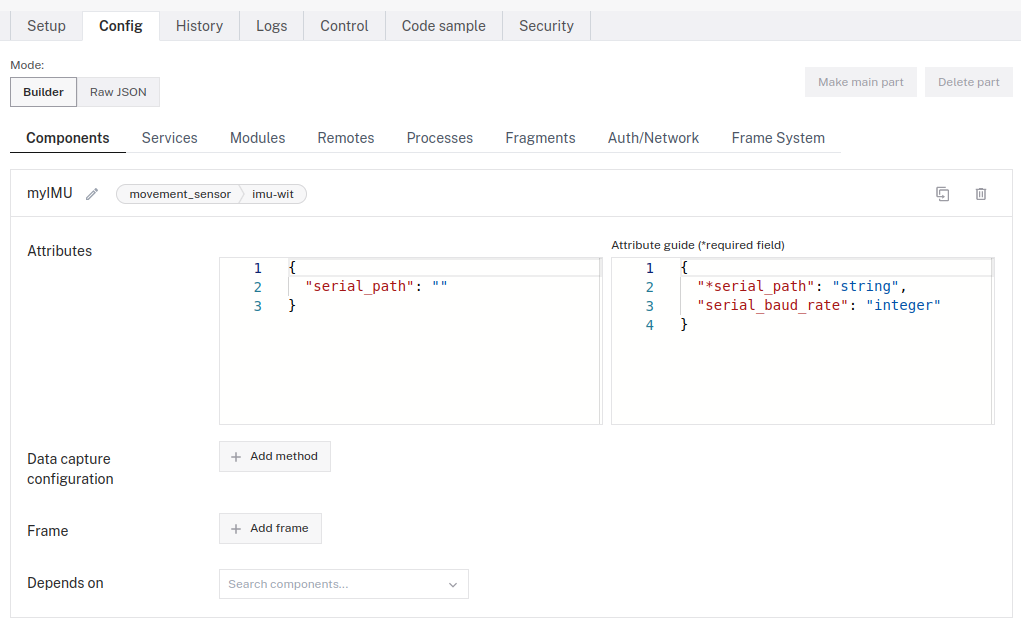 Setup Config History Logs Control Code sample Security
Mode:
Builder Raw JSON
Make main part Delete part
Components Services Modules Remotes Processes Fragments Auth/Network Frame System
myIMU movement_sensor imu-wit
Attributes
1 {
2 "serial_path": ""
3 }
Attribute guide (*required field)
1 {
2 "*serial_path": "string",
3 "serial_baud_rate": "integer"
4 }
Data capture
configuration
+ Add method
Frame
+ Add frame
Depends on
Search components...